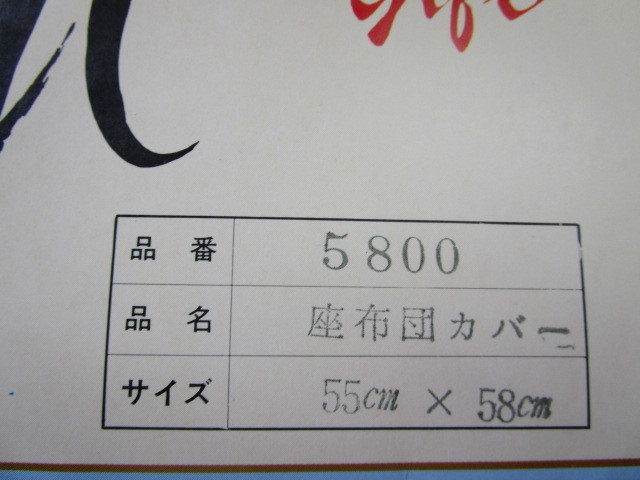 品番 5800
品名 座布団カバー
サイズ 55cm × 58cm